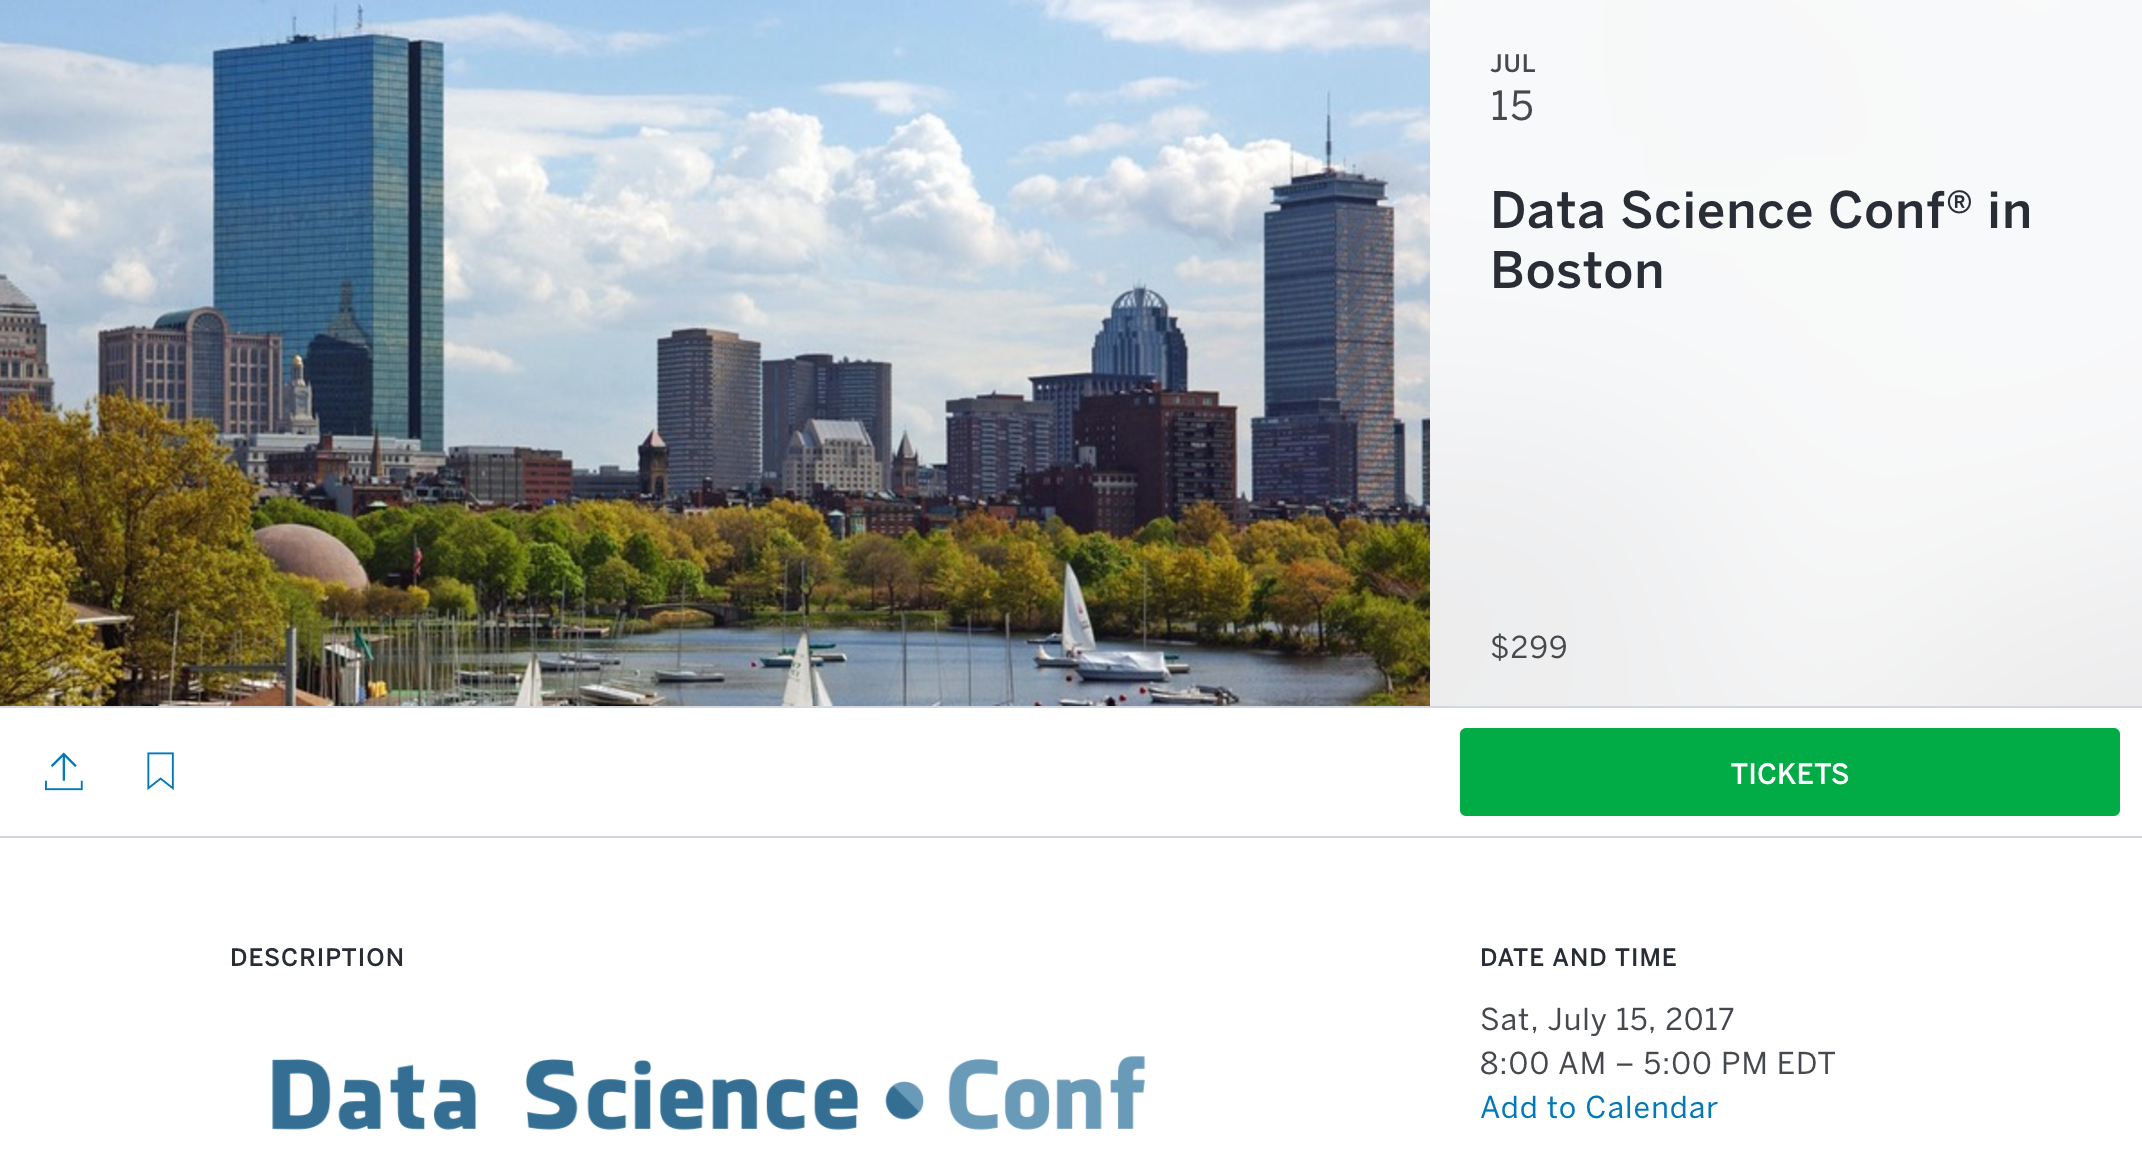 JUL
15
Data Science Conf® in
Boston
$299
TICKETS
DESCRIPTION
Data Science Conf
DATE AND TIME
Sat, July 15, 2017
8:00 AM – 5:00 PM EDT
Add to Calendar